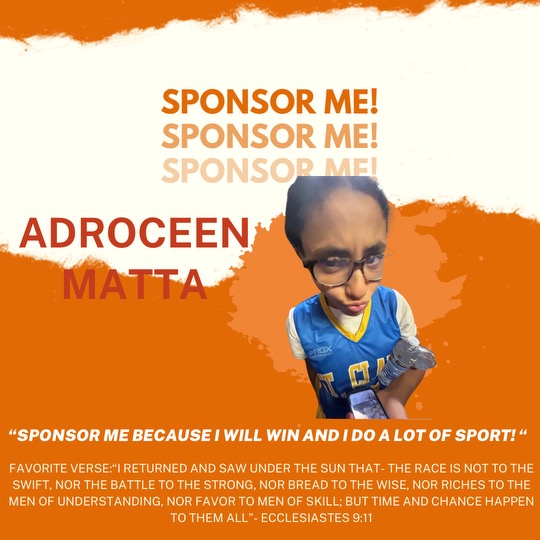 SPONSOR ME!
SPONSOR ME!
SPONSOR ME!
ADROCEEN
MATTA
RGX
ST. CLA
“SPONSOR ME BECAUSE I WILL WIN AND I DO A LOT OF SPORT! “
FAVORITE VERSE:“I RETURNED AND SAW UNDER THE SUN THAT- THE RACE IS NOT TO THE
SWIFT, NOR THE BATTLE TO THE STRONG, NOR BREAD TO THE WISE, NOR RICHES TO THE
MEN OF UNDERSTANDING, NOR FAVOR TO MEN OF SKILL; BUT TIME AND CHANCE HAPPEN
TO THEM ALL”- ECCLESIASTES 9:11